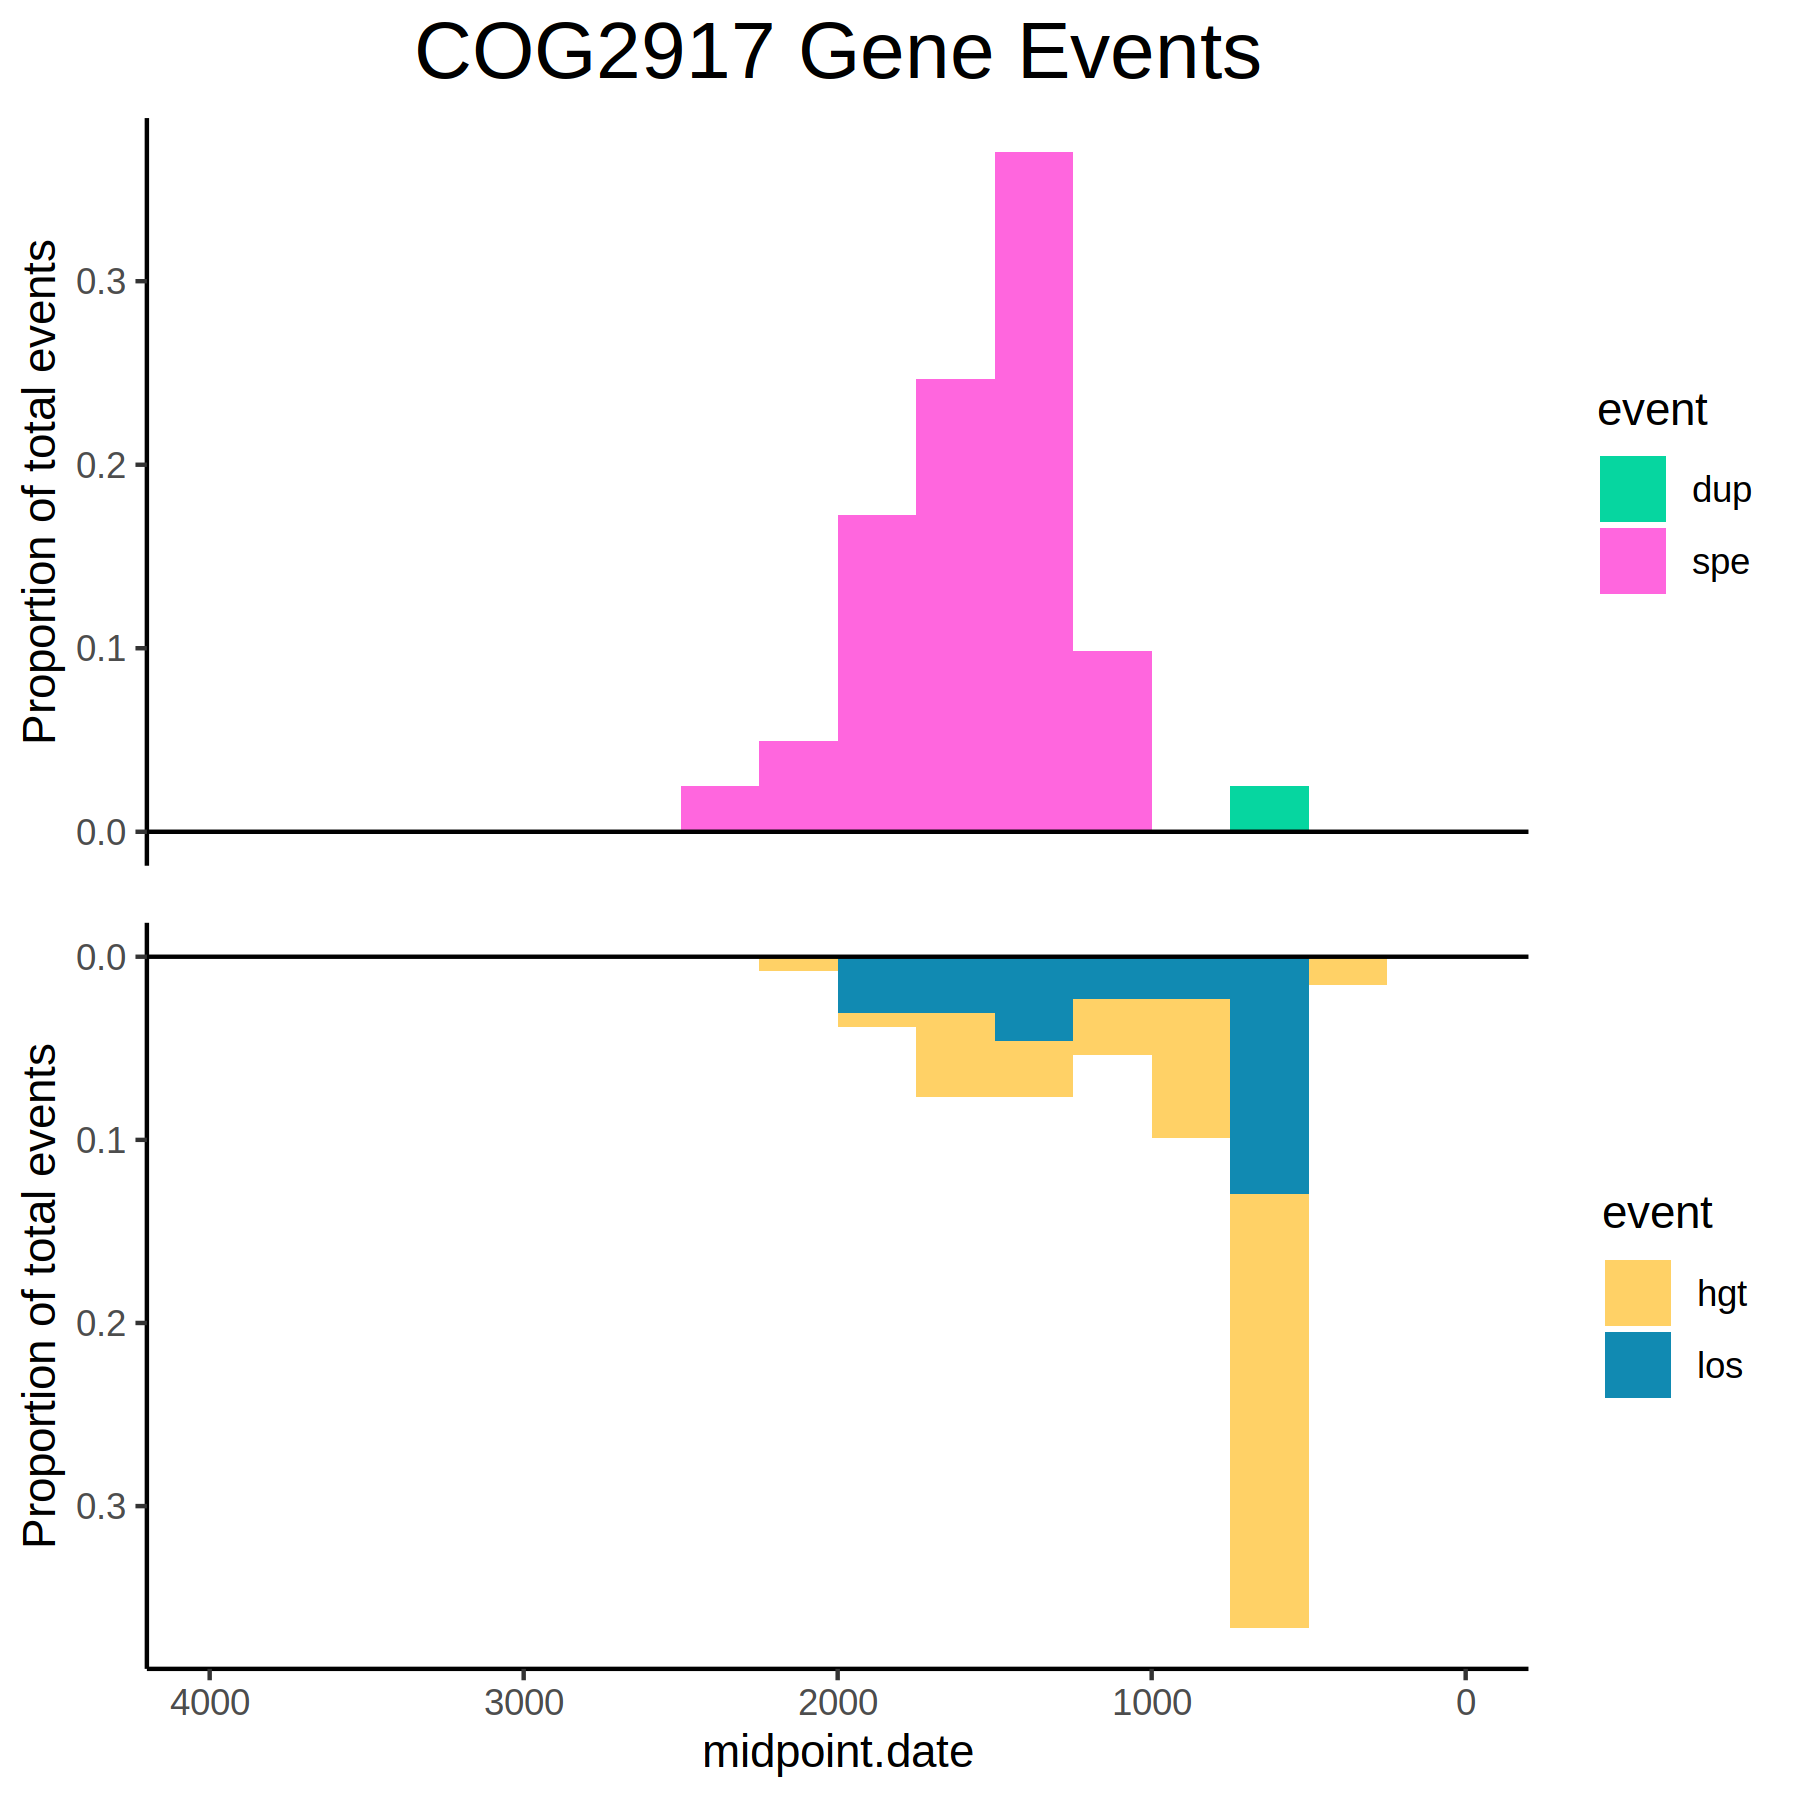 COG2917 Gene Events
Proportion of total events
0.3
0.2
0.1
0.0
event
dup
spe
Proportion of total events
0.0
0.1
0.2
0.3
event
hgt
los
4000 3000 2000 1000 0
midpoint.date